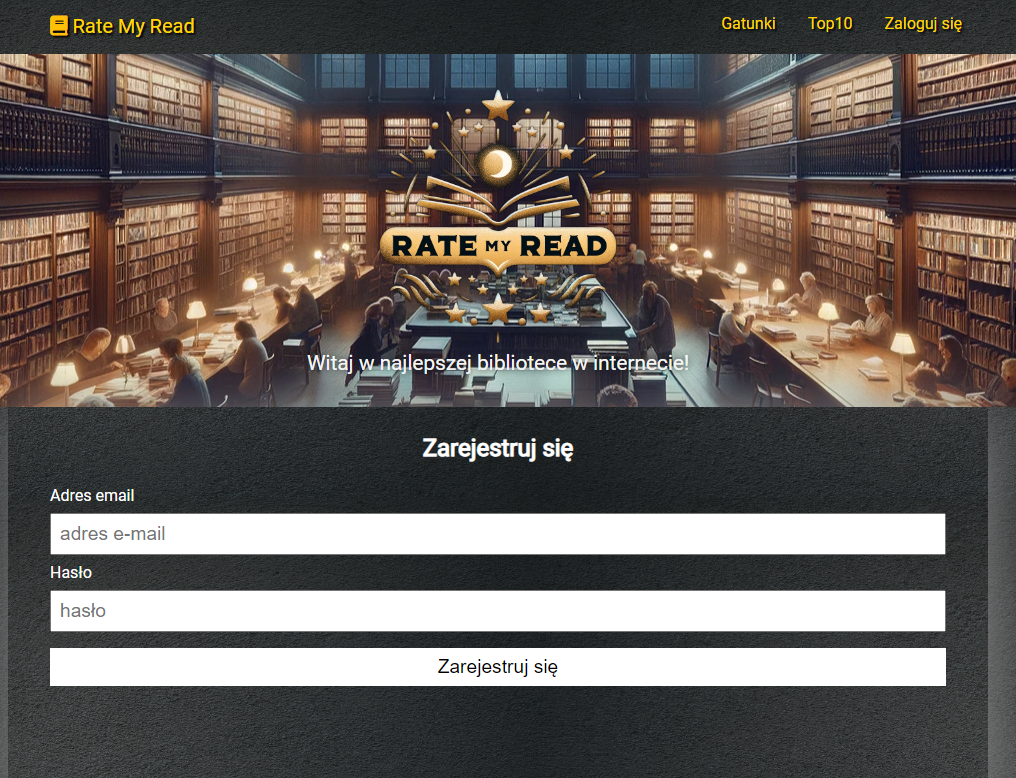 Rate My Read
Gatunki
Top10
Zaloguj się
RATE MY READ
Witaj w najlepszej bibliotece w internecie!
Zarejestruj się
Adres email
adres e-mail
Hasło
hasło
Zarejestruj się